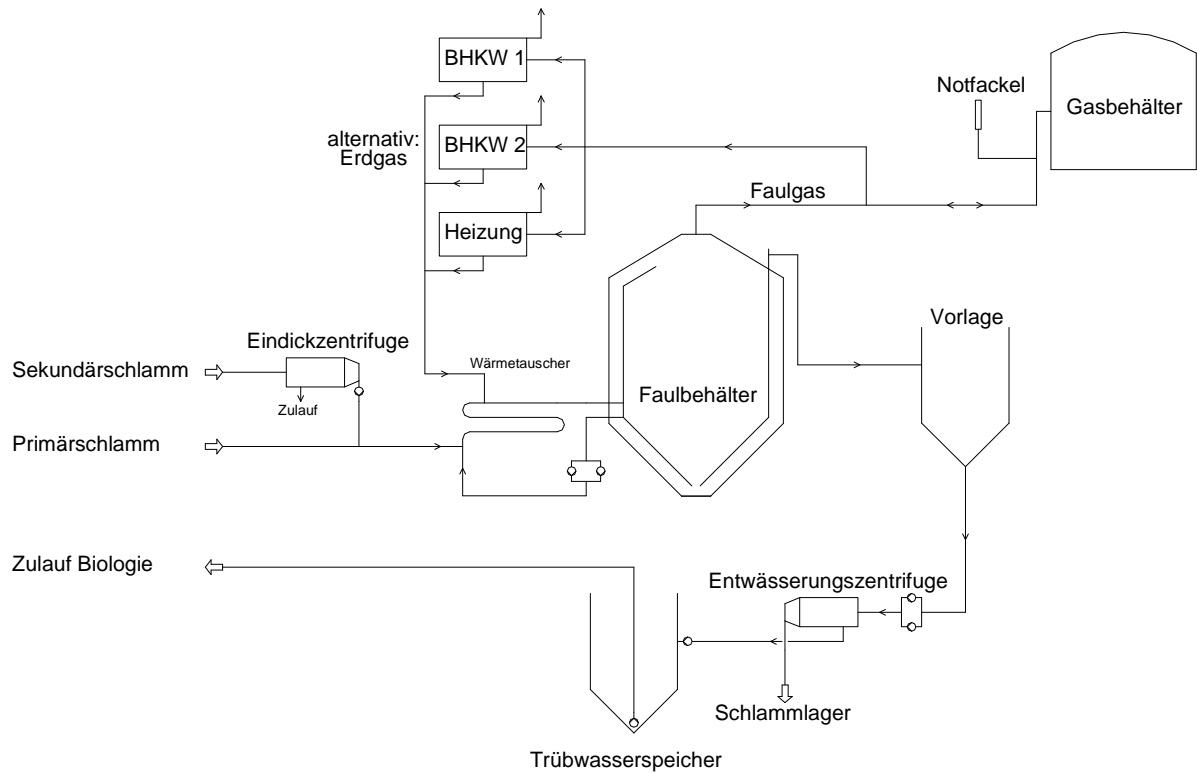 BHKW 1
Notfackel
Gasbehälter
alternativ:
Erdgas
BHKW 2
Faulgas
Heizung
Vorlage
Eindickzentrifuge
Wärmetauscher
Sekundärschlamm
Zulauf
Faulbehälter
Primärschlamm
Zulauf Biologie
Entwässerungszentrifuge
Schlammlager
Trübwasserspeicher